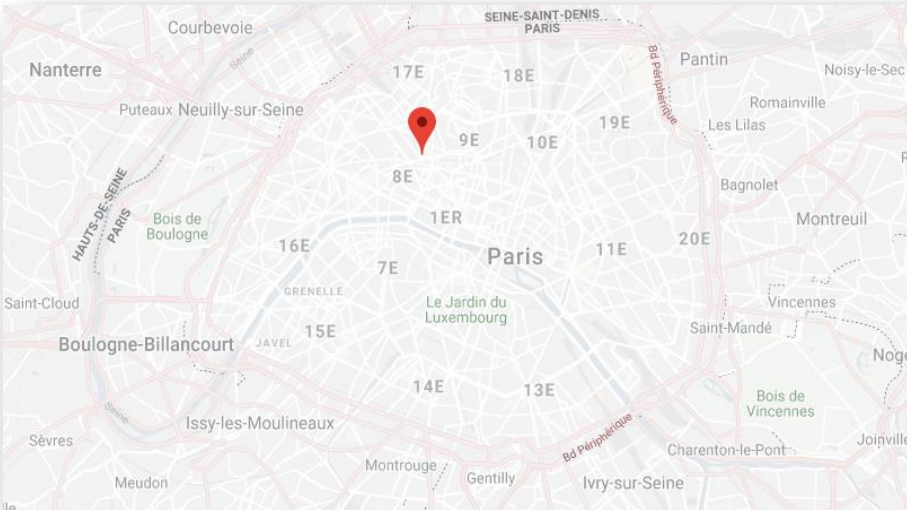 SEINE-SAINT-DENIS
PARIS
Courbevoie
Seine
Nanterre
17E
18E
Bd Périphérique
Pantin
Noisy-le-Sec
Puteaux
Neuilly-sur-Seine
Romainville
19E
Les Lilas
9E
10E
8E
Bagnolet
HAUTS-DE-SEINE
PARIS
Bois de
Boulogne
1ER
Montreuil
16E
Paris
11E
20E
7E
GRENELLE
Saint-Cloud
Le Jardin du
Luxembourg
Vincennes
15E
Saint-Mandé
Boulogne-Billancourt
JAVEL
Noge
14E
13E
Bois de
Vincennes
Seine
Issy-les-Moulineaux
Bd Périphérique
Sèvres
Joinville
Charenton-le-Pont
Montrouge
Gentilly
Meudon
Ivry-sur-Seine